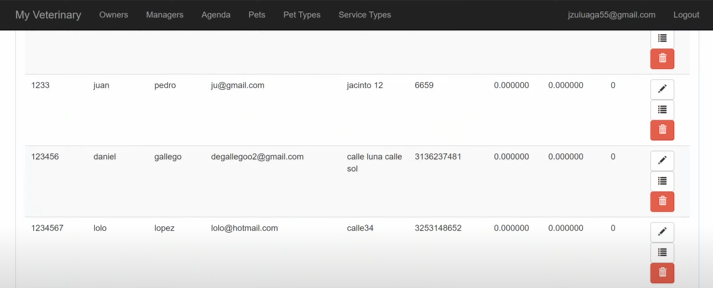 My Veterinary Owners Managers Agenda Pets Pet Types Service Types jzuluaga55@gmail.com Logout
1233 juan pedro ju@gmail.com jacinto 12 6659 0.000000 0.000000 0
123456 daniel gallego degallegoo2@gmail.com calle luna calle 3136237481 0.000000 0.000000 0
sol
1234567 lolo lopez lolo@hotmail.com calle34 3253148652 0.000000 0.000000 0